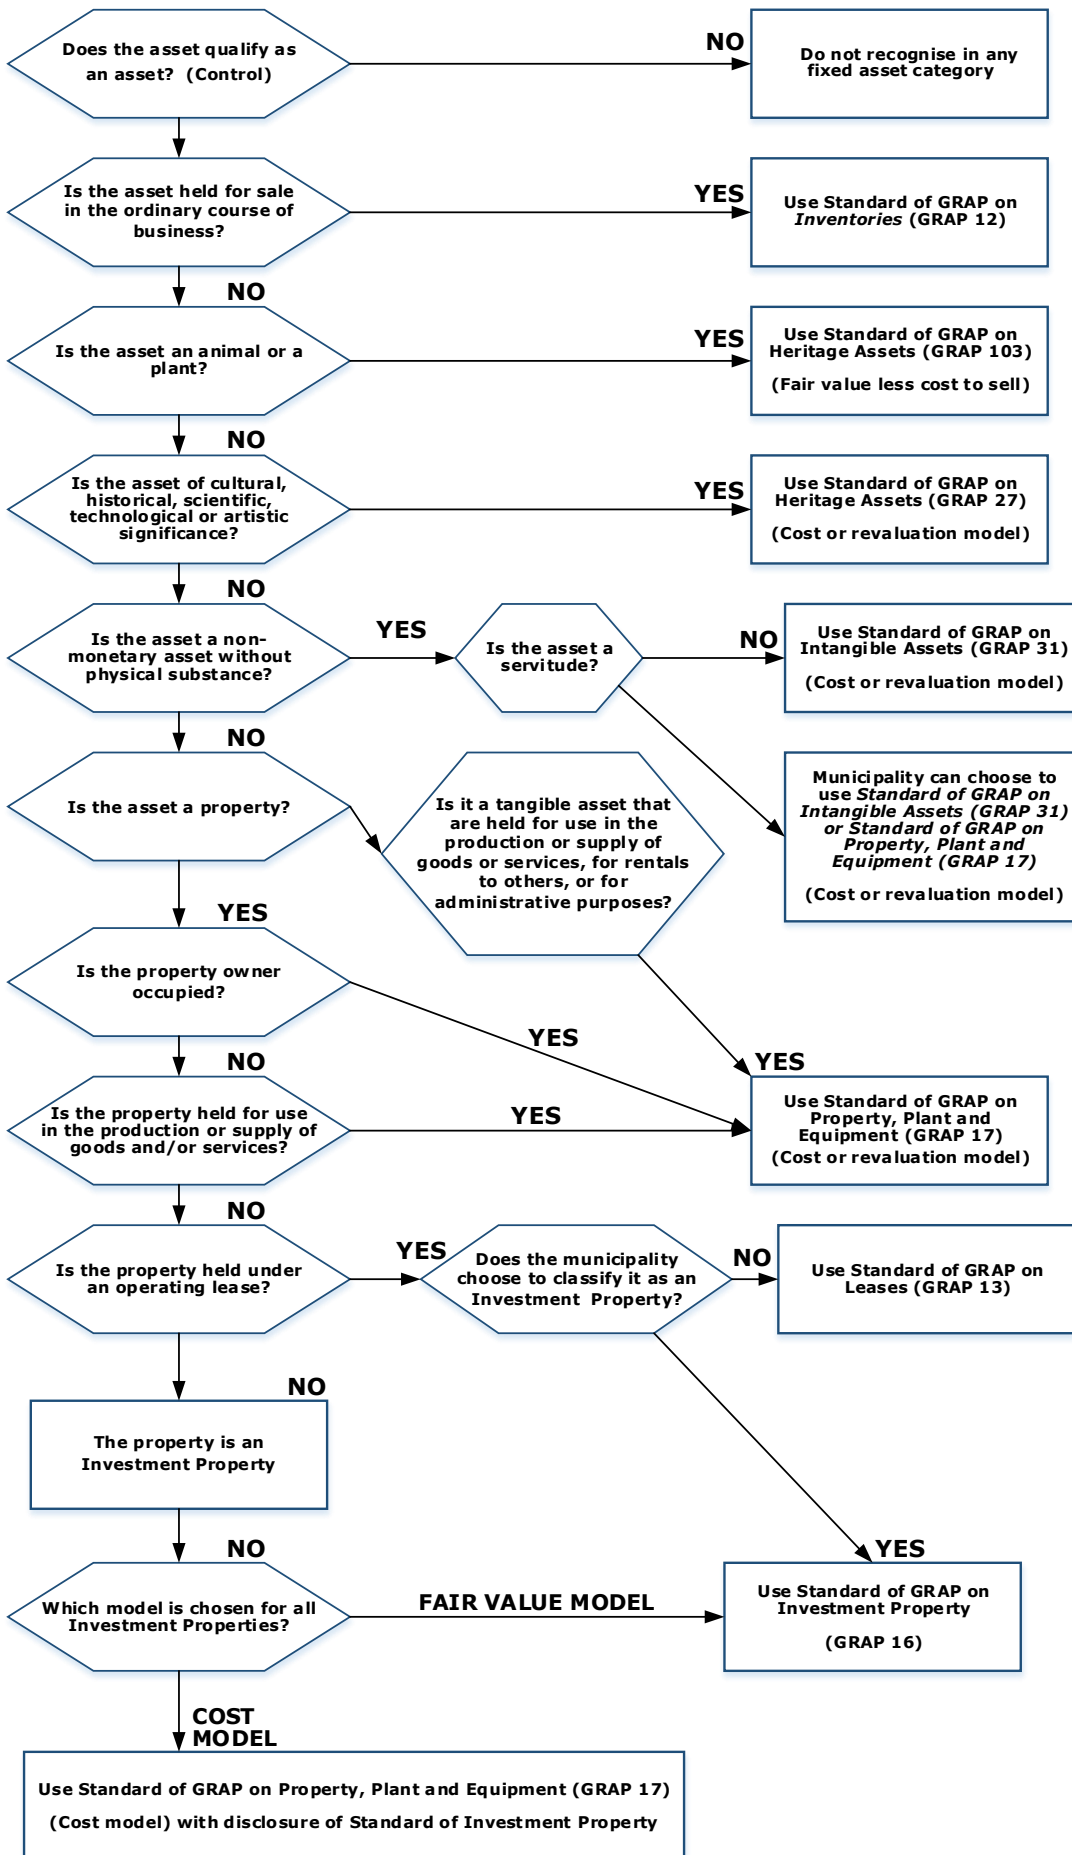 Does the asset qualify as
an asset?  (Control)
NO
Do not recognise in any
fixed asset category
Is the asset held for sale
in the ordinary course of
business?
YES
Use Standard of GRAP on
Inventories (GRAP 12)
NO
Is the asset an animal or a
plant?
YES
Use Standard of GRAP on
Heritage Assets (GRAP 103)
(Fair value less cost to sell)
NO
Is the asset of cultural,
historical, scientific,
technological or artistic
significance?
YES
Use Standard of GRAP on
Heritage Assets (GRAP 27)
(Cost or revaluation model)
NO
Is the asset a non-
monetary asset without
physical substance?
YES
Is the asset a
servitude?
NO
Use Standard of GRAP on
Intangible Assets (GRAP 31)
(Cost or revaluation model)
NO
Is the asset a property?
Is it a tangible asset that
are held for use in the
production or supply of
goods or services, for rentals
to others, or for
administrative purposes?
Municipality can choose to
use Standard of GRAP on
Intangible Assets (GRAP 31)
or Standard of GRAP on
Property, Plant and
Equipment (GRAP 17)
(Cost or revaluation model)
YES
Is the property owner
occupied?
YES
NO
YES
Is the property held for use
in the production or supply of
goods and/or services?
YES
Use Standard of GRAP on
Property, Plant and
Equipment (GRAP 17)
(Cost or revaluation model)
NO
Is the property held under
an operating lease?
YES
Does the municipality
choose to classify it as an
Investment  Property?
NO
Use Standard of GRAP on
Leases (GRAP 13)
NO
The property is an
Investment Property
NO
YES
Which model is chosen for all
Investment Properties?
FAIR VALUE MODEL
Use Standard of GRAP on
Investment Property
(GRAP 16)
COST
MODEL
Use Standard of GRAP on Property, Plant and Equipment (GRAP 17)
(Cost model) with disclosure of Standard of Investment Property